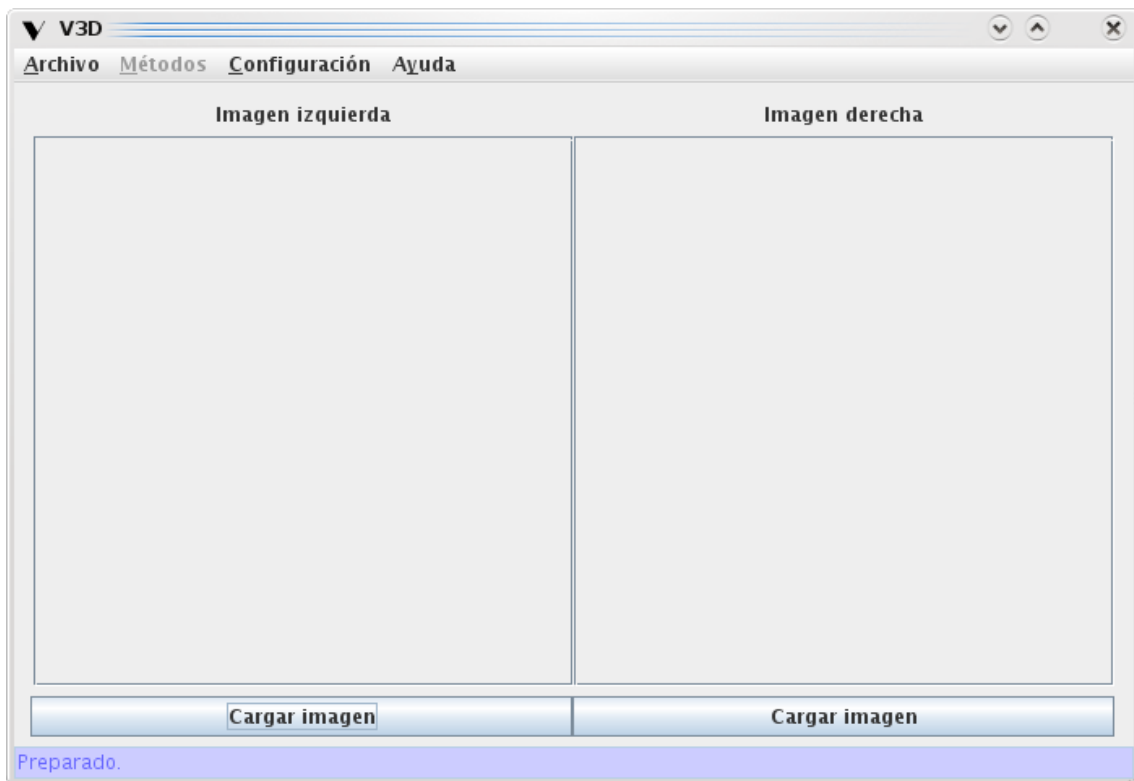 V3D
Archivo Métodos Configuración Ayuda
Imagen izquierda Imagen derecha
Cargar imagen Cargar imagen
Preparado.